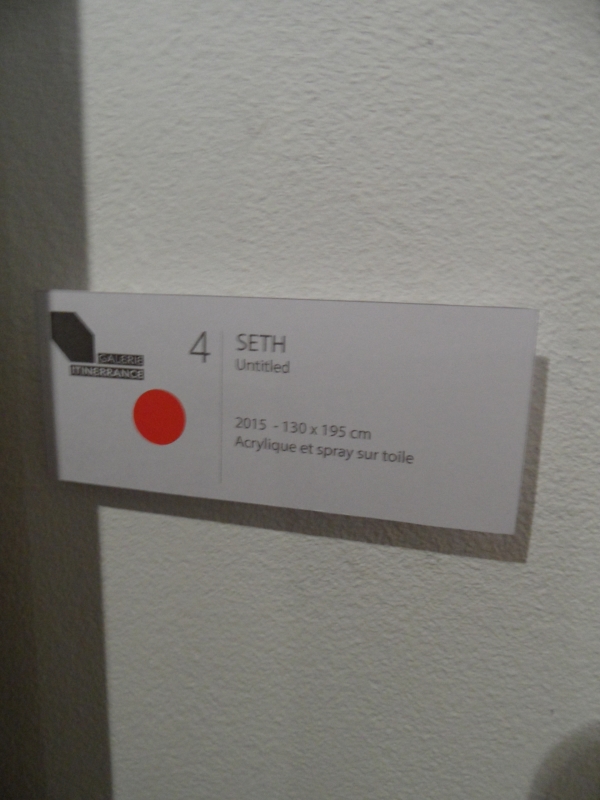 GALERIE
ITINERRANCE
4
SETH
Untitled
2015 - 130 x 195 cm
Acrylique et spray sur toile